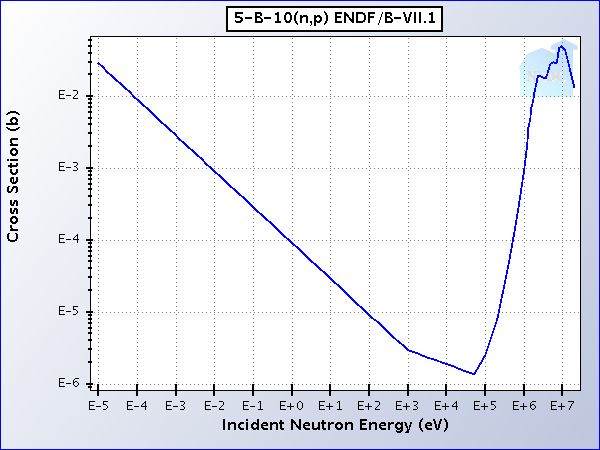 5-B-10(n,p) ENDF/B-VII.1
Cross Section (b)
E-2
E-3
E-4
E-5
E-6
E-5 E-4 E-3 E-2 E-1 E+0 E+1 E+2 E+3 E+4 E+5 E+6 E+7
Incident Neutron Energy (eV)